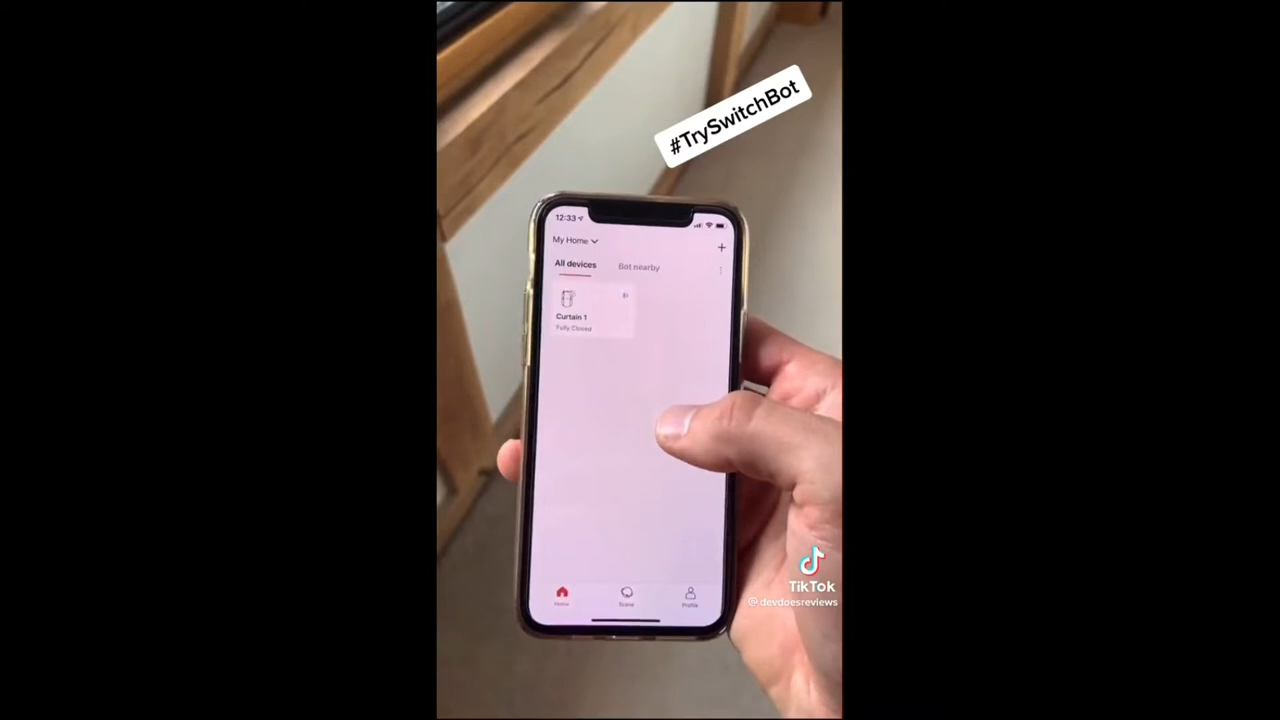 #TrySwitchBot
12:33
My Home
All devices
Bot nearby
Curtain 1
Fully Closed
Home
Scene
Profile
TikTok
@devdoesreviews